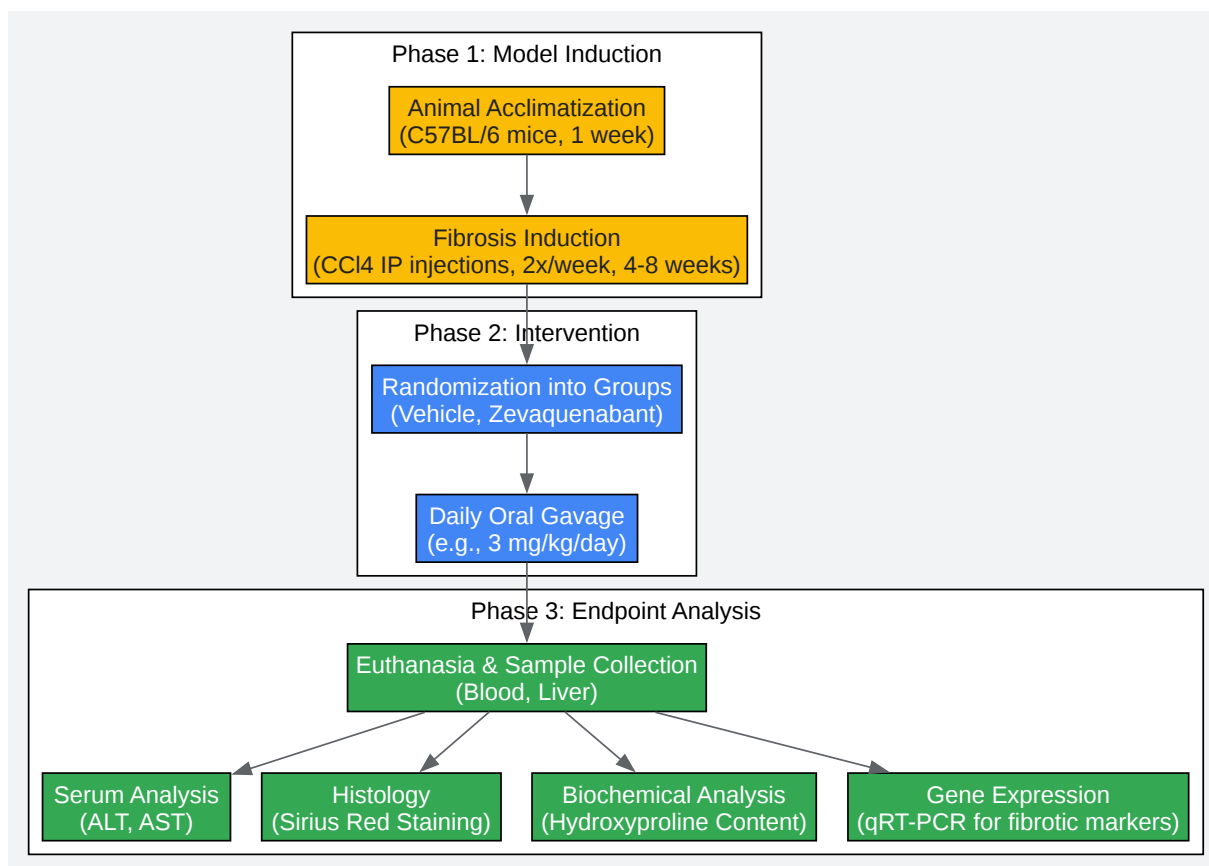 Phase 1: Model Induction
Animal Acclimatization
(C57BL/6 mice, 1 week)
Fibrosis Induction
(CCl4 IP injections, 2x/week, 4-8 weeks)
Phase 2: Intervention
Randomization into Groups
(Vehicle, Zevaquenabant)
Daily Oral Gavage
(e.g., 3 mg/kg/day)
Phase 3: Endpoint Analysis
Euthanasia & Sample Collection
(Blood, Liver)
Serum Analysis
(ALT, AST)
Histology
(Sirius Red Staining)
Biochemical Analysis
(Hydroxyproline Content)
Gene Expression
(qRT-PCR for fibrotic markers)